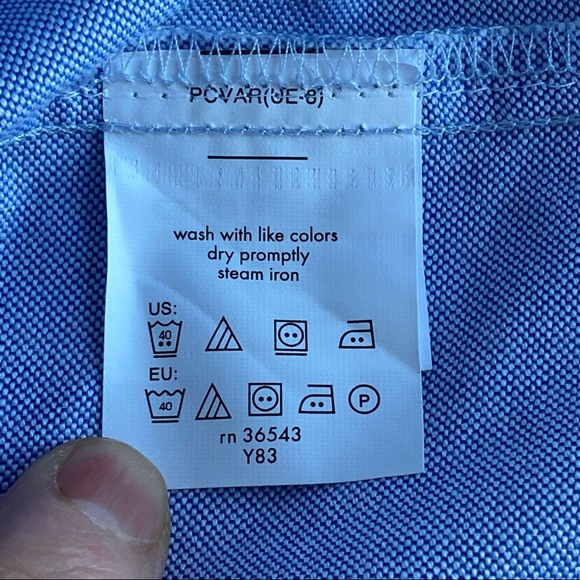 PCVAR(UE-8)
wash with like colors
dry promptly
steam iron
US:
40
EU:
40
P
rn 36543
Y83